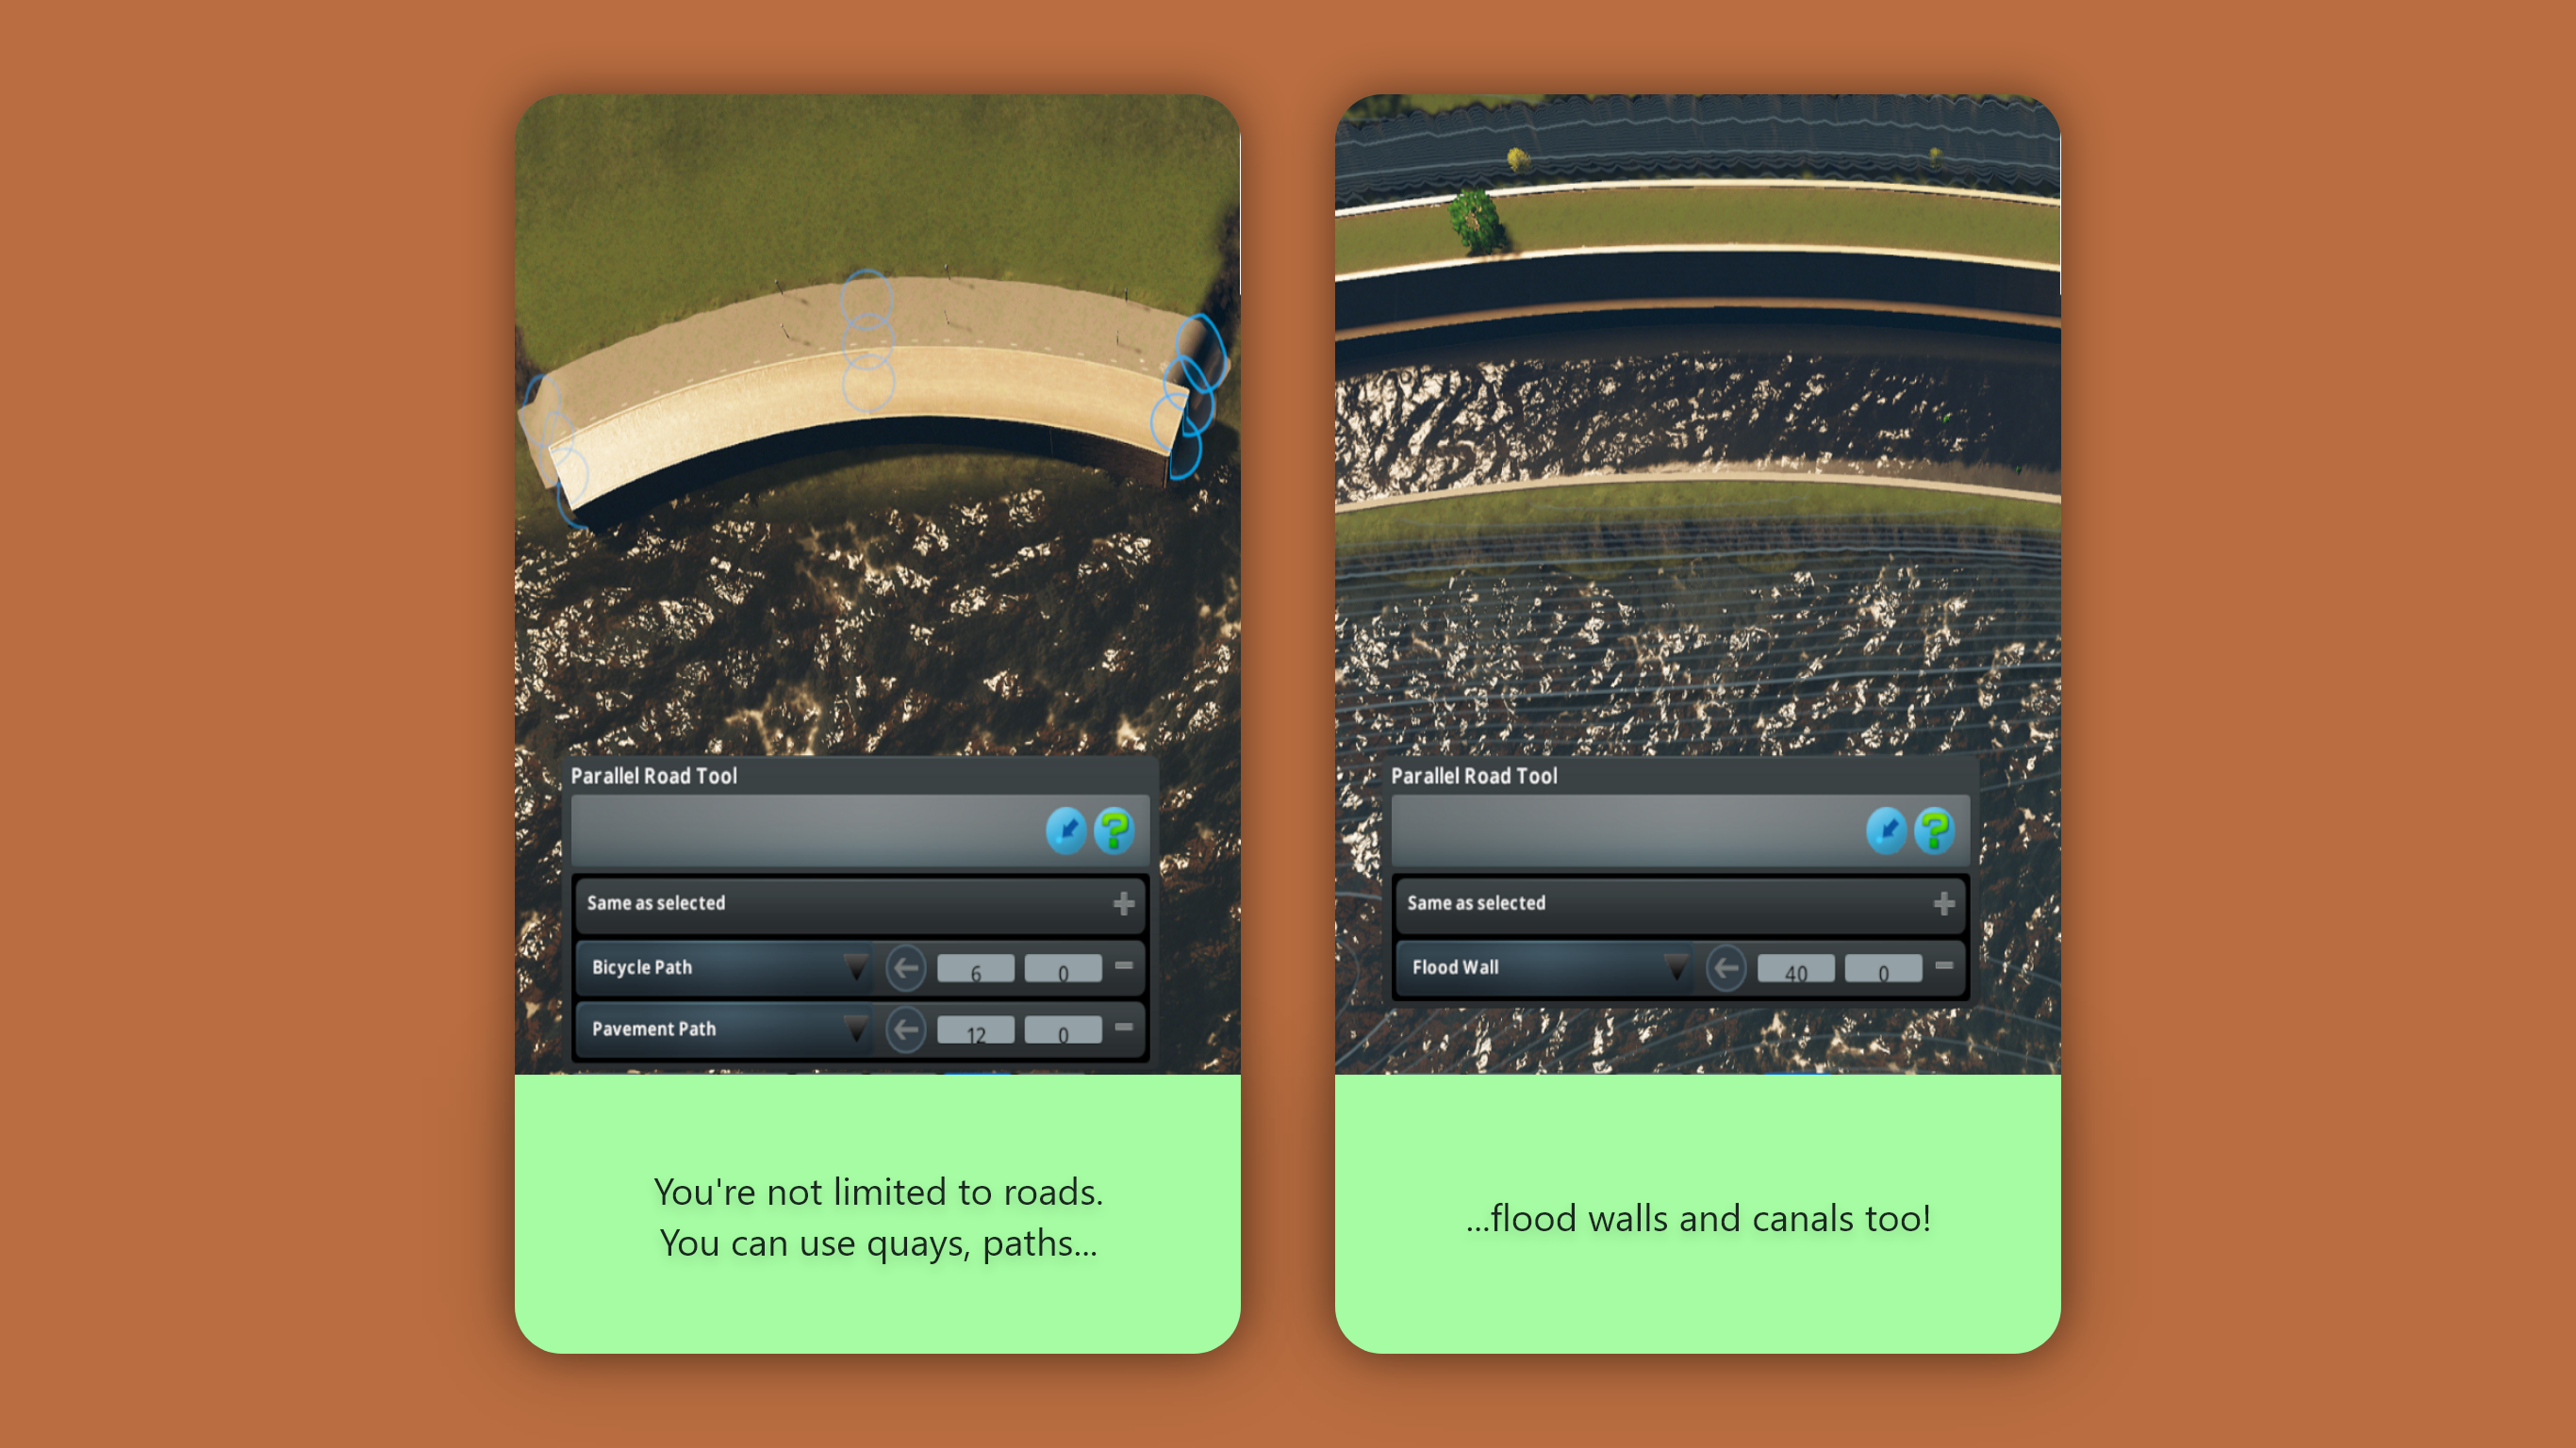 Parallel Road Tool
Same as selected
Bicycle Path 6 0
Pavement Path 12 0
You're not limited to roads.
You can use quays, paths...
Parallel Road Tool
Same as selected
Flood Wall 40 0
...flood walls and canals too!